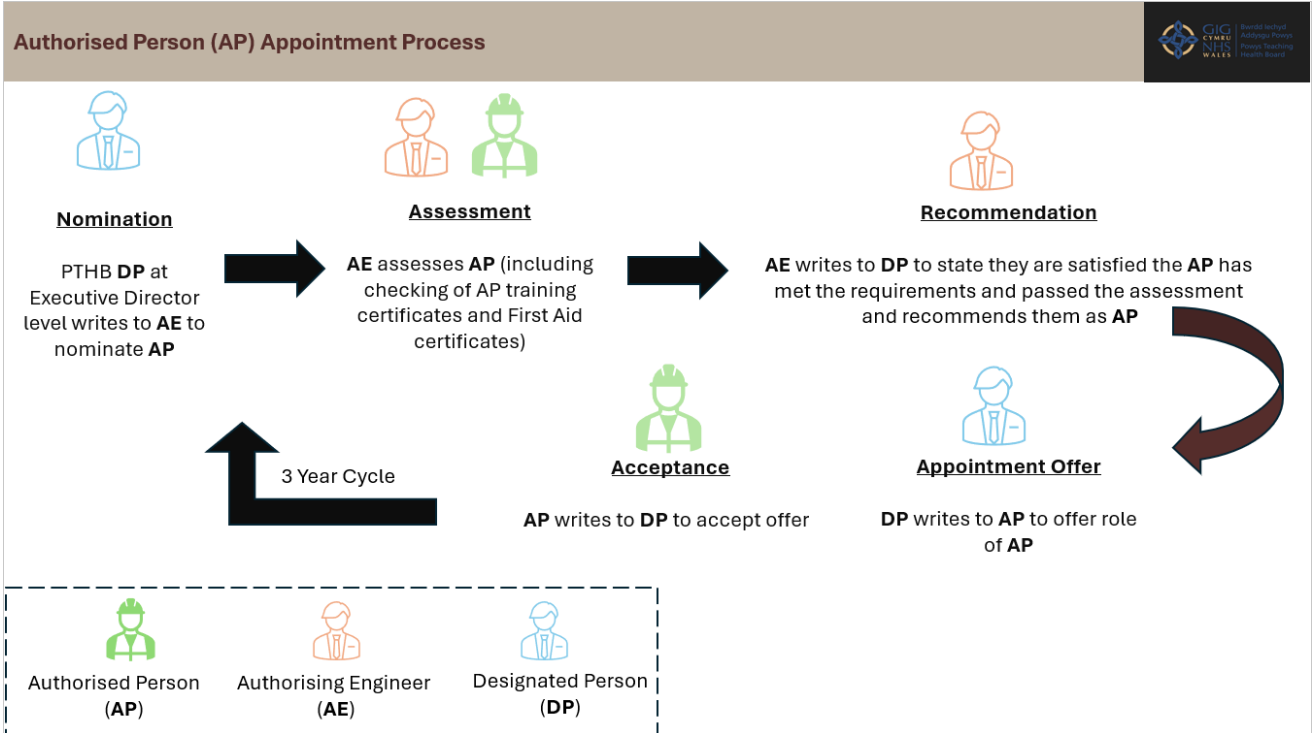 Authorised Person (AP) Appointment Process
GIG
CYMRU
NHS
WALES
Bwrdd Iechyd
Addysgu Powys
Powys Teaching
Health Board
Nomination
PTHB DP at
Executive Director
level writes to AE to
nominate AP
Assessment
AE assesses AP (including
checking of AP training
certificates and First Aid
certificates)
Recommendation
AE writes to DP to state they are satisfied the AP has
met the requirements and passed the assessment
and recommends them as AP
Appointment Offer
DP writes to AP to offer role
of AP
Acceptance
AP writes to DP to accept offer
3 Year Cycle
Authorised Person
(AP)
Authorising Engineer
(AE)
Designated Person
(DP)